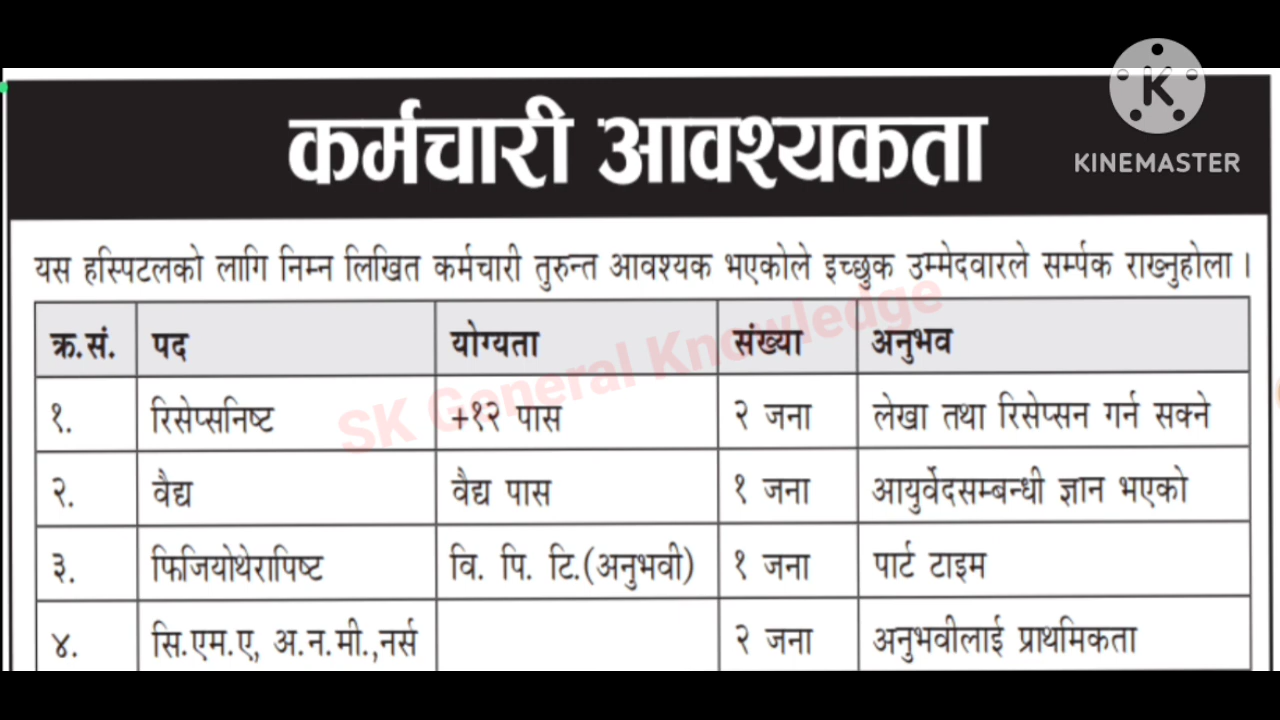 कर्मचारी आवश्यकता
KINEMASTER
यस हस्पिटलको लागि निम्न लिखित कर्मचारी तुरुन्त आवश्यक भएकोले इच्छुक उम्मेदवारले सर्म्पक राख्नुहोला ।
क्र.सं. पद योग्यता संख्या अनुभव
१. रिसेप्सनिष्ट +१२ पास २ जना लेखा तथा रिसेप्सन गर्न सक्ने
२. वैद्य वैद्य पास १ जना आयुर्वेदसम्बन्धी ज्ञान भएको
३. फिजियोथेरापिष्ट वि. पि. टि.(अनुभवी) १ जना पार्ट टाइम
४. सि.एम.ए, अ.न.मी.,नर्स २ जना अनुभवीलाई प्राथमिकता
SK General Knowledge